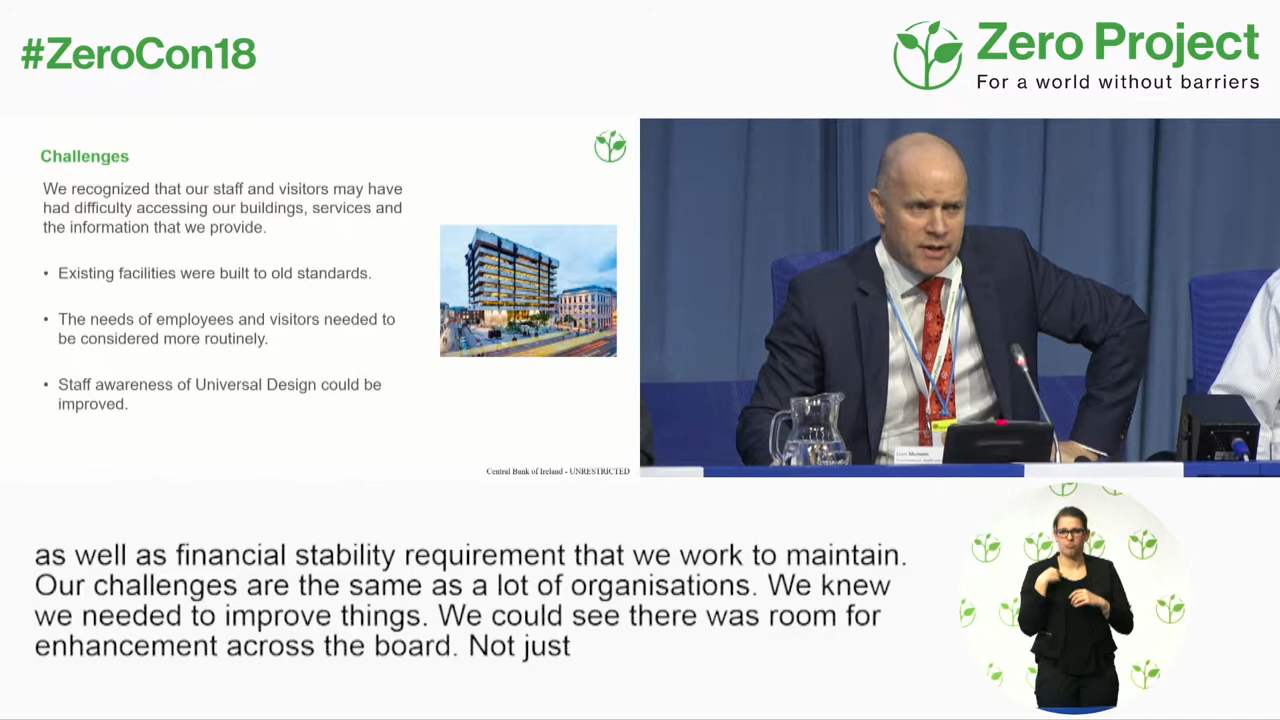 #ZeroCon18
Zero Project
For a world without barriers
Challenges
We recognized that our staff and visitors may have
had difficulty accessing our buildings, services and
the information that we provide.
• Existing facilities were built to old standards.
• The needs of employees and visitors needed to
be considered more routinely.
• Staff awareness of Universal Design could be
improved.
Central Bank of Ireland - UNRESTRICTED
as well as financial stability requirement that we work to maintain.
Our challenges are the same as a lot of organisations. We knew
we needed to improve things. We could see there was room for
enhancement across the board. Not just